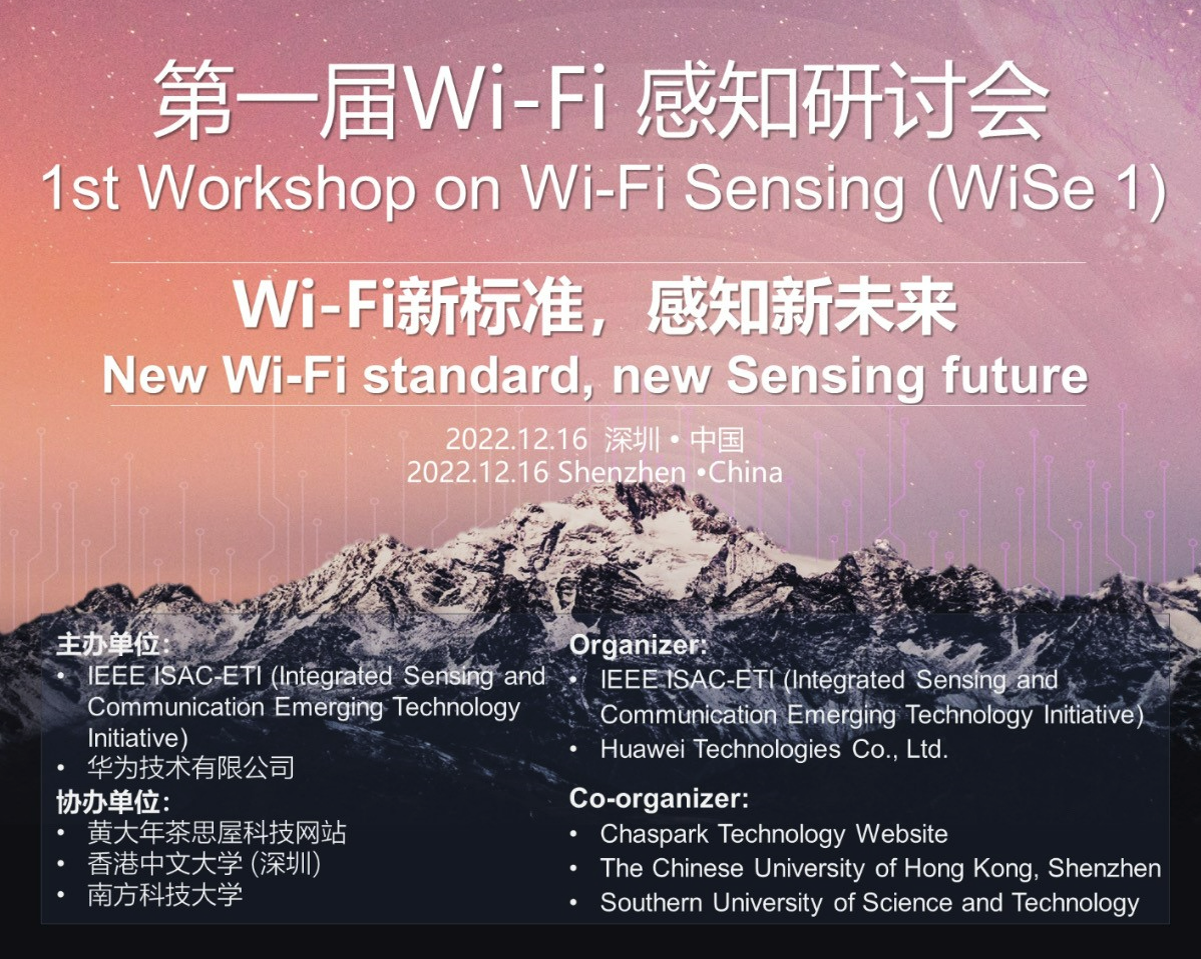 第一届Wi-Fi 感知研讨会
1st Workshop on Wi-Fi Sensing (WiSe 1)
Wi-Fi新标准，感知新未来
New Wi-Fi standard, new Sensing future
2022.12.16 深圳 • 中国
2022.12.16 Shenzhen •China
主办单位：
• IEEE ISAC-ETI (Integrated Sensing and
Communication Emerging Technology
Initiative)
• 华为技术有限公司
协办单位：
• 黄大年茶思屋科技网站
• 香港中文大学 (深圳)
• 南方科技大学
Organizer:
• IEEE ISAC-ETI (Integrated Sensing and
Communication Emerging Technology Initiative)
• Huawei Technologies Co., Ltd.
Co-organizer:
• Chaspark Technology Website
• The Chinese University of Hong Kong, Shenzhen
• Southern University of Science and Technology